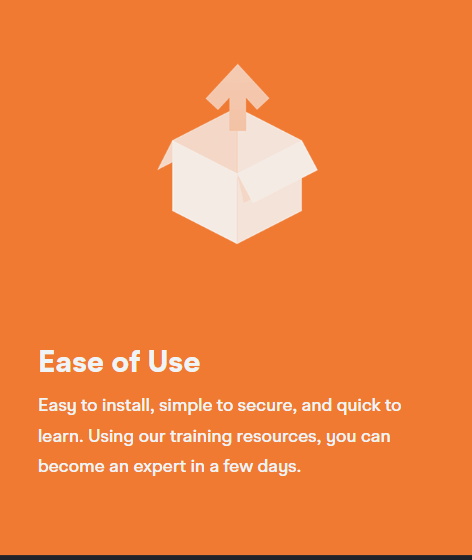 Ease of Use
Easy to install, simple to secure, and quick to
learn. Using our training resources, you can
become an expert in a few days.